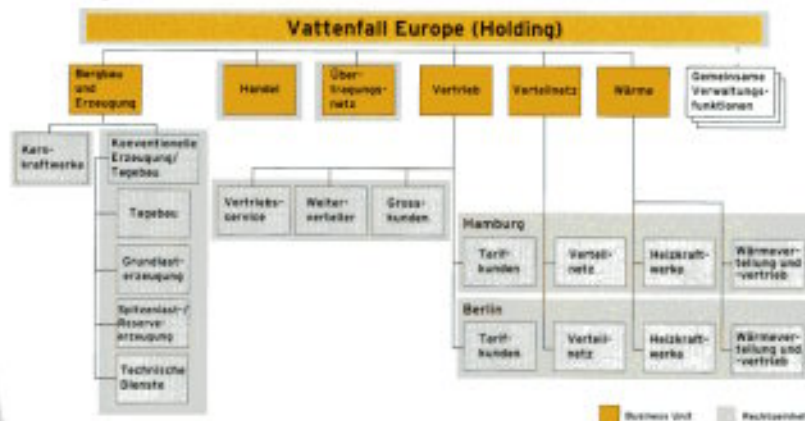 Vattenfall Europe (Holding)
Bergbau
und
Erzeugung
Handel
Über-
tragungs-
netz
Vertrieb
Verteilnetz
Wärme
Gemeinsame
Verwaltungs-
funktionen
Kern-
kraftwerke
Konventionelle
Erzeugung/
Tagebau
Tagebau
Grundlast-
erzeugung
Spitzenlast-/
Reserve-
erzeugung
Technische
Dienste
Vertriebs-
service
Weiter-
verteiler
Gross-
kunden
Hamburg
Tarif-
kunden
Verteil-
netz
Heizkraft-
werke
Wärmever-
teilung und
-vertrieb
Berlin
Tarif-
kunden
Verteil-
netz
Heizkraft-
werke
Wärmever-
teilung und
-vertrieb
Business Unit
Rechtseinheit